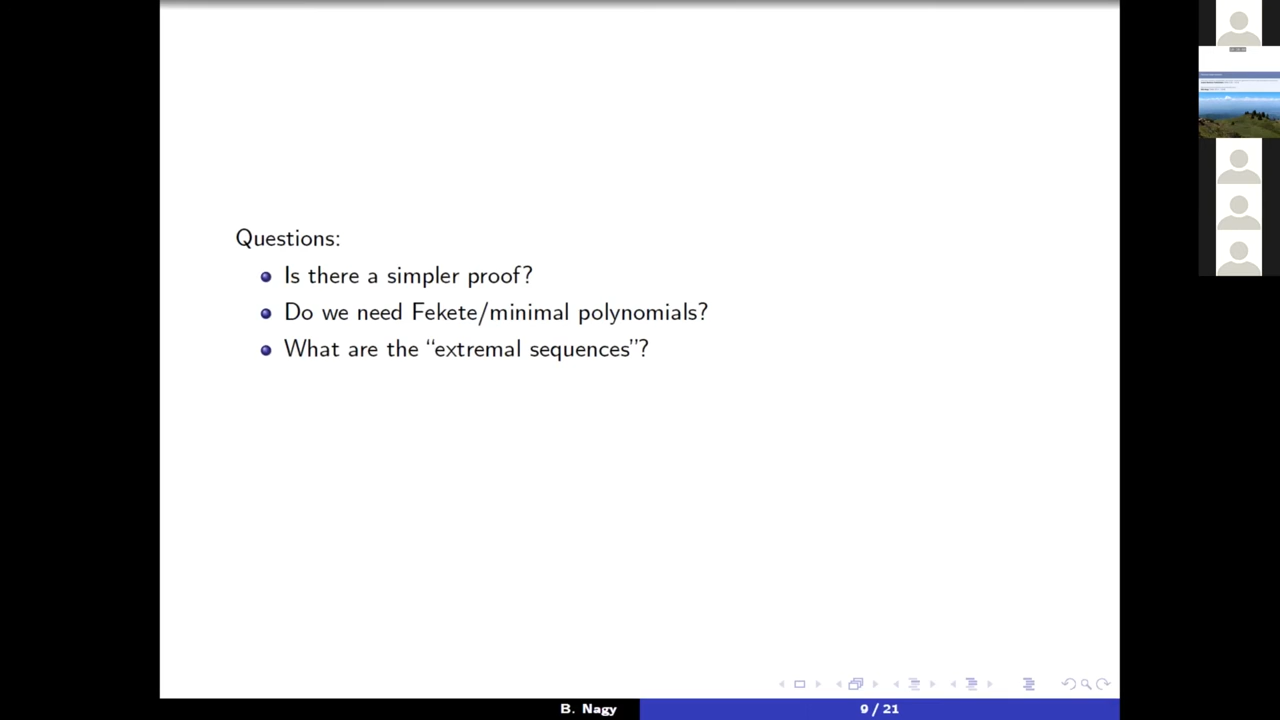 Questions:
Is there a simpler proof?
Do we need Fekete/minimal polynomials?
What are the “extremal sequences”?
B. Nagy
9 / 21